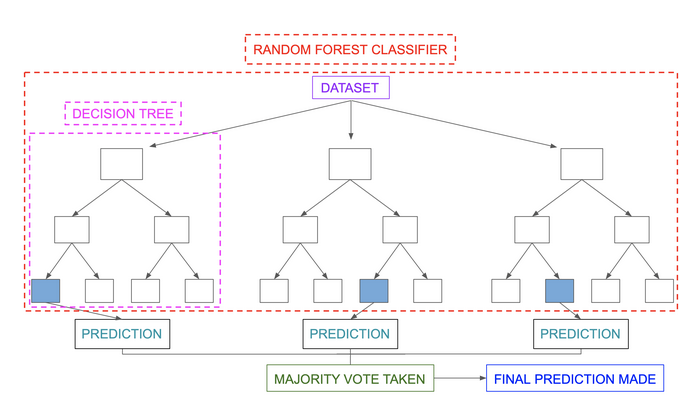 RANDOM FOREST CLASSIFIER
DATASET
DECISION TREE
PREDICTION
PREDICTION
PREDICTION
MAJORITY VOTE TAKEN
FINAL PREDICTION MADE